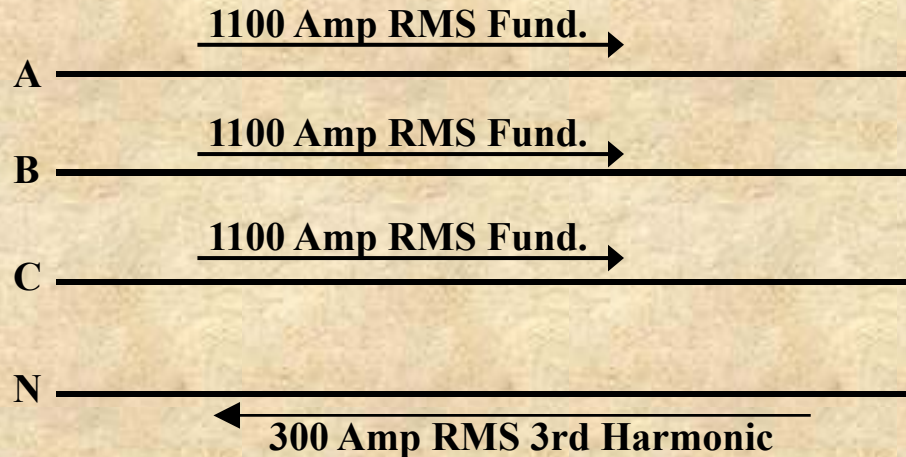 1100 Amp RMS Fund.
A
1100 Amp RMS Fund.
B
1100 Amp RMS Fund.
C
N
300 Amp RMS 3rd Harmonic